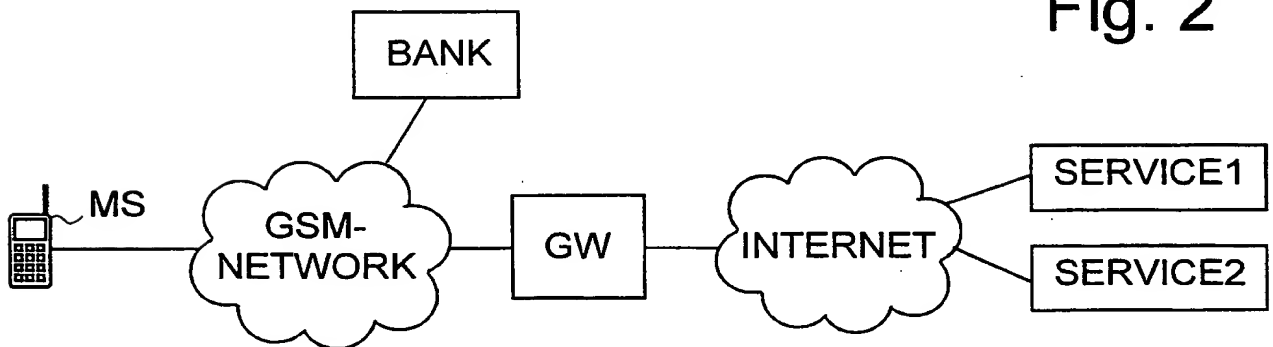 Fig. 2
BANK
MS
GSM-
NETWORK
GW
INTERNET
SERVICE1
SERVICE2